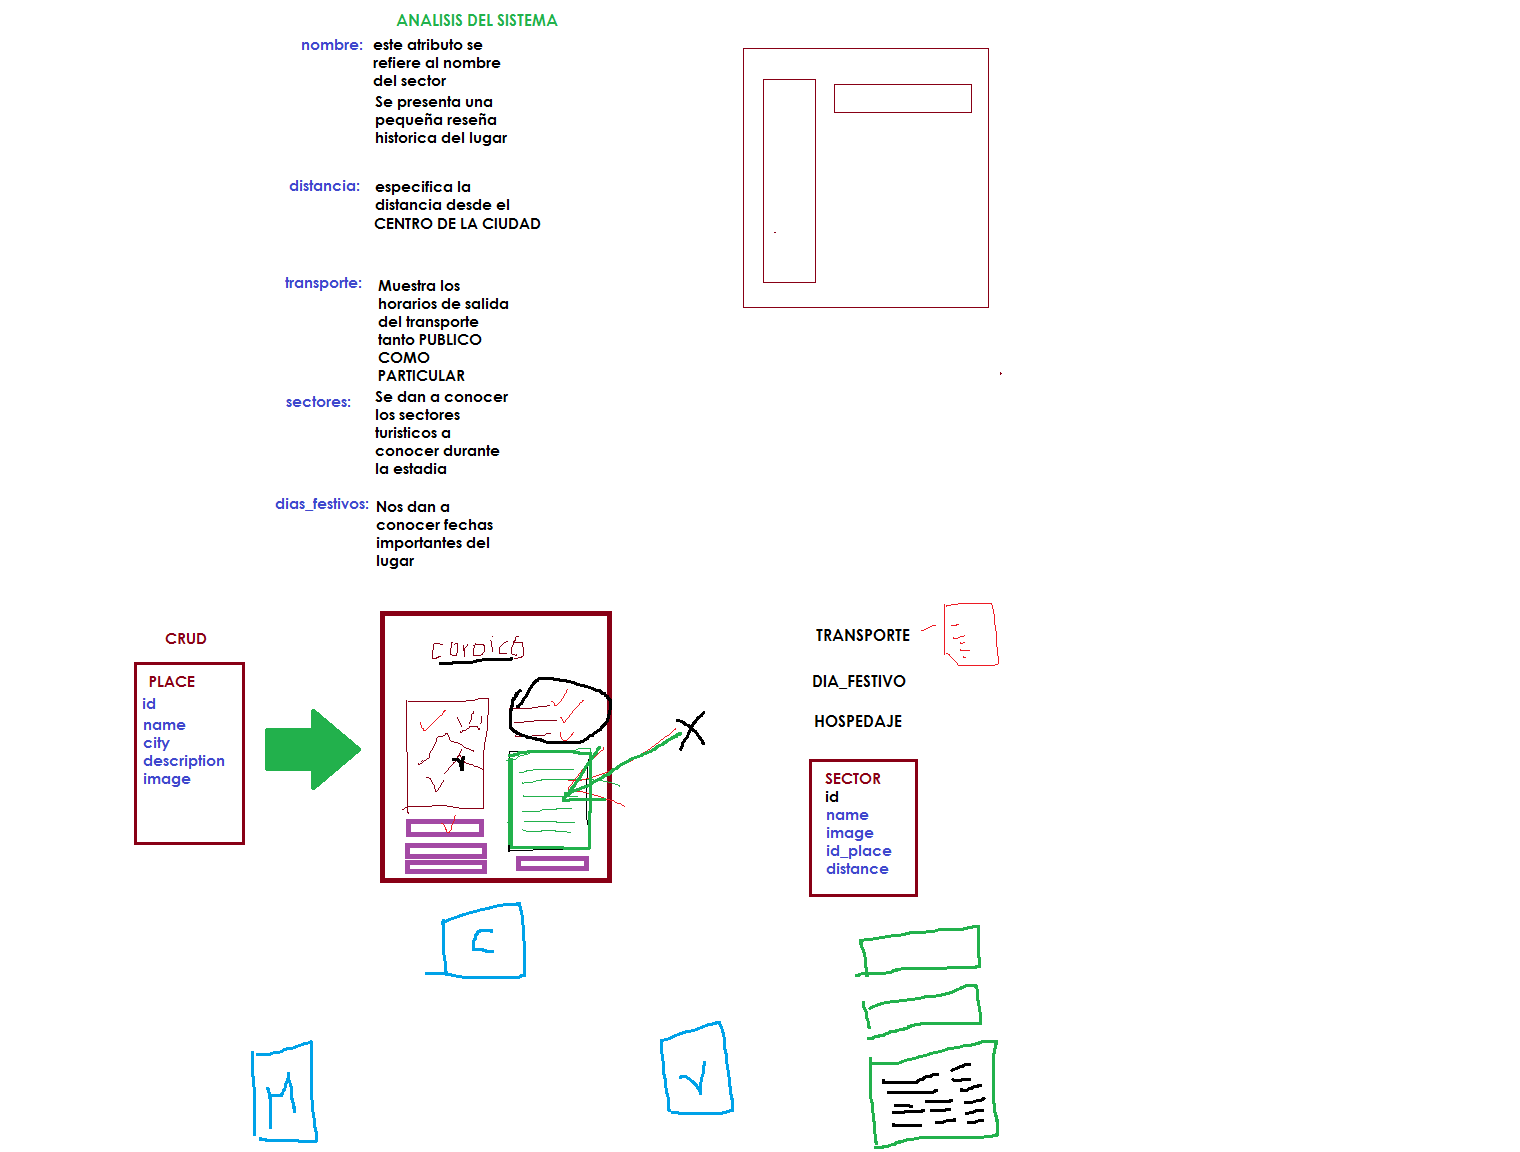 ANALISIS DEL SISTEMA
nombre: este atributo se
refiere al nombre
del sector
Se presenta una
pequeña reseña
historica del lugar
distancia: especifica la
distancia desde el
CENTRO DE LA CIUDAD
transporte: Muestra los
horarios de salida
del transporte
tanto PUBLICO
COMO
PARTICULAR
sectores: Se dan a conocer
los sectores
turisticos a
conocer durante
la estadia
dias_festivos: Nos dan a
conocer fechas
importantes del
lugar
CRUD
PLACE
id
name
city
description
image
coroico
TRANSPORTE
DIA_FESTIVO
HOSPEDAJE
SECTOR
id
name
image
id_place
distance
C
M
V